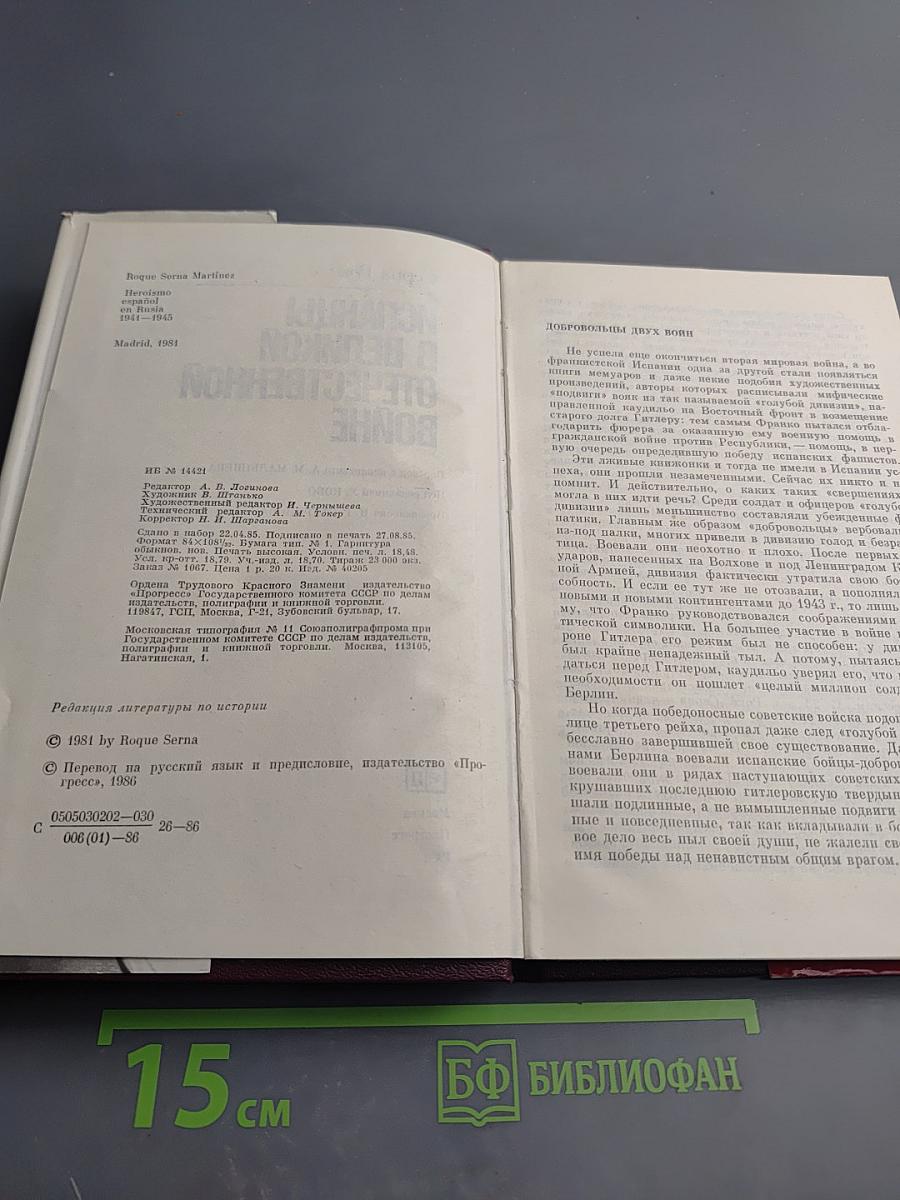 Roque Serna Martínez
Heroísmo
español
en Rusia
1941—1945
Madrid, 1981
ИСПАНЦЫ
В ВЕЛИКОЙ
ОТЕЧЕСТВЕННОЙ
ВОЙНЕ
ИБ № 14421
Редактор А. В. Логинова
Художник В. Штанько
Художественный редактор И. Чернышева
Технический редактор А. М. Токер
Корректор Н. И. Шарганова
Сдано в набор 22.04.85. Подписано в печать 27.08.85.
Формат 84×108¹/₃₂. Бумага тип. № 1. Гарнитура
обыкнов. нов. Печать высокая. Условн. печ. л. 18,48.
Усл. кр-отт. 18,79. Уч.-изд. л. 18,70. Тираж 23 000 экз.
Заказ № 1067. Цена 1 р. 20 к. Изд. № 40205
Ордена Трудового Красного Знамени издательство
«Прогресс» Государственного комитета СССР по делам
издательств, полиграфии и книжной торговли.
119847, ГСП, Москва, Г-21, Зубовский бульвар, 17.
Московская типография № 11 Союзполиграфпрома при
Государственном комитете СССР по делам издательств,
полиграфии и книжной торговли. Москва, 113105,
Нагатинская, 1.
Редакция литературы по истории
© 1981 by Roque Serna
© Перевод на русский язык и предисловие, издательство «Про-
гресс», 1986
С 0505030202—030
006(01)—86 26—86
ДОБРОВОЛЬЦЫ ДВУХ ВОЙН
Не успела еще окончиться вторая мировая война, а во
франкистской Испании одна за другой стали появляться
книги мемуаров и даже некие подобия художественных
произведений, авторы которых расписывали мифические
«подвиги» вояк из так называемой «голубой дивизии», на-
правленной каудильо на Восточный фронт в возмещение
старого долга Гитлеру: тем самым Франко пытался отбла-
годарить фюрера за оказанную ему военную помощь в
гражданской войне против Республики,— помощь, в пер-
вую очередь определившую победу испанских фашистов.
Эти лживые книжонки и тогда не имели в Испании ус-
пеха, они прошли незамеченными. Сейчас их никто и н
помнит. И действительно, о каких таких «свершениях
могла в них идти речь? Среди солдат и офицеров «голубо
дивизии» лишь меньшинство составляли убежденные ф
патики. Главным же образом «добровольцы» вербовали
из-под палки, многих привели в дивизию голод и безра
тица. Воевали они неохотно и плохо. После первых
ударов, нанесенных на Волхове и под Ленинградом К
ной Армией, дивизия фактически утратила свою бо
собность. И если ее тут же не отозвали, а пополнял
новыми и новыми контингентами до 1943 г., то лишь
му, что Франко руководствовался соображениями
тической символики. На большее участие в войне н
роне Гитлера его режим был не способен: у ди
был крайне ненадежный тыл. А потому, пытаясь
даться перед Гитлером, каудильо уверял его, что
необходимости он пошлет «целый миллион солд
Берлин.
Но когда победоносные советские войска подо
лице третьего рейха, пропал даже след «голубой
бесславно завершившей свое существование. Да
нами Берлина воевали испанские бойцы-добро
воевали они в рядах наступающих советских
крушавших последнюю гитлеровскую тверды
шали подлинные, а не вымышленные подвиги
ные и повседневные, так как вкладывали в бо
вое дело весь пыл своей души, не жалели св
имя победы над ненавистным общим врагом.
15 см
БФ БИБЛИОФАН